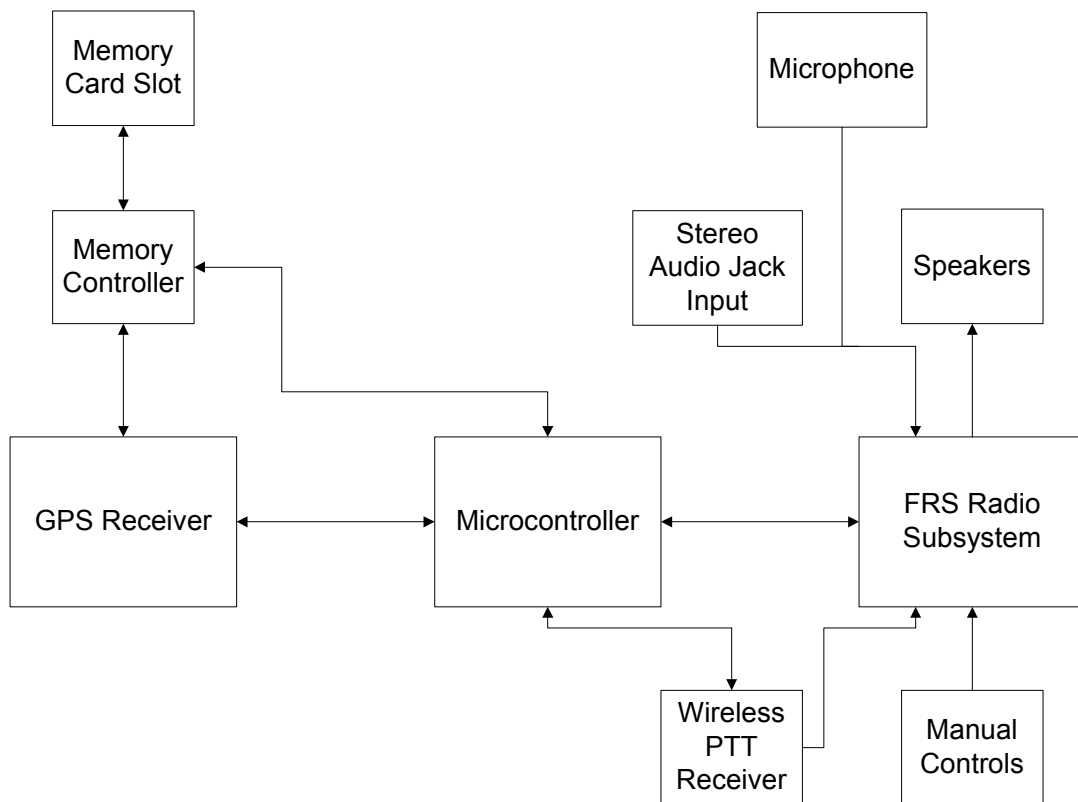 Memory
Card Slot
Microphone
Memory
Controller
Stereo
Audio Jack
Input
Speakers
GPS Receiver
Microcontroller
FRS Radio
Subsystem
Wireless
PTT
Receiver
Manual
Controls